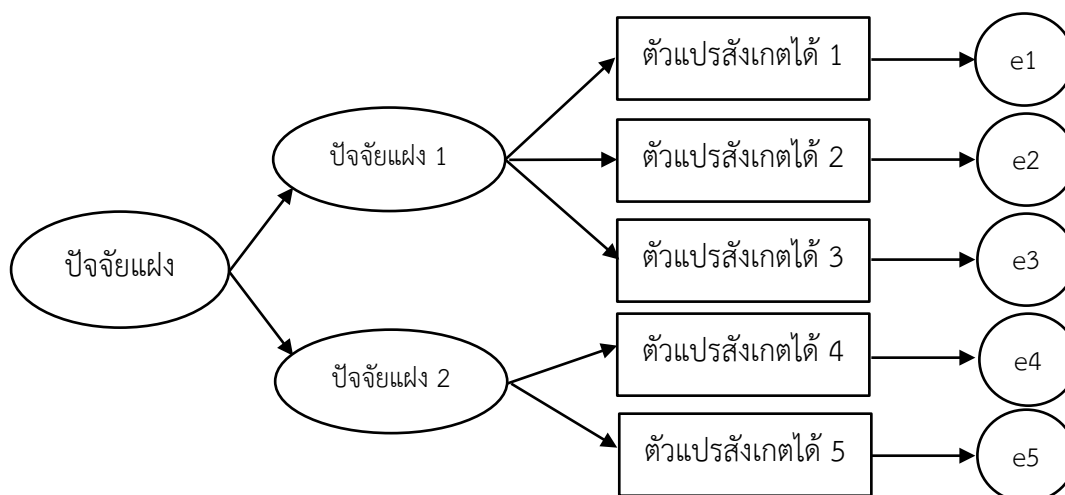 ตัวแปรสังเกตได้ 1
e1
ปัจจัยแฝง 1
ตัวแปรสังเกตได้ 2
e2
ตัวแปรสังเกตได้ 3
e3
ปัจจัยแฝง
ตัวแปรสังเกตได้ 4
e4
ปัจจัยแฝง 2
ตัวแปรสังเกตได้ 5
e5